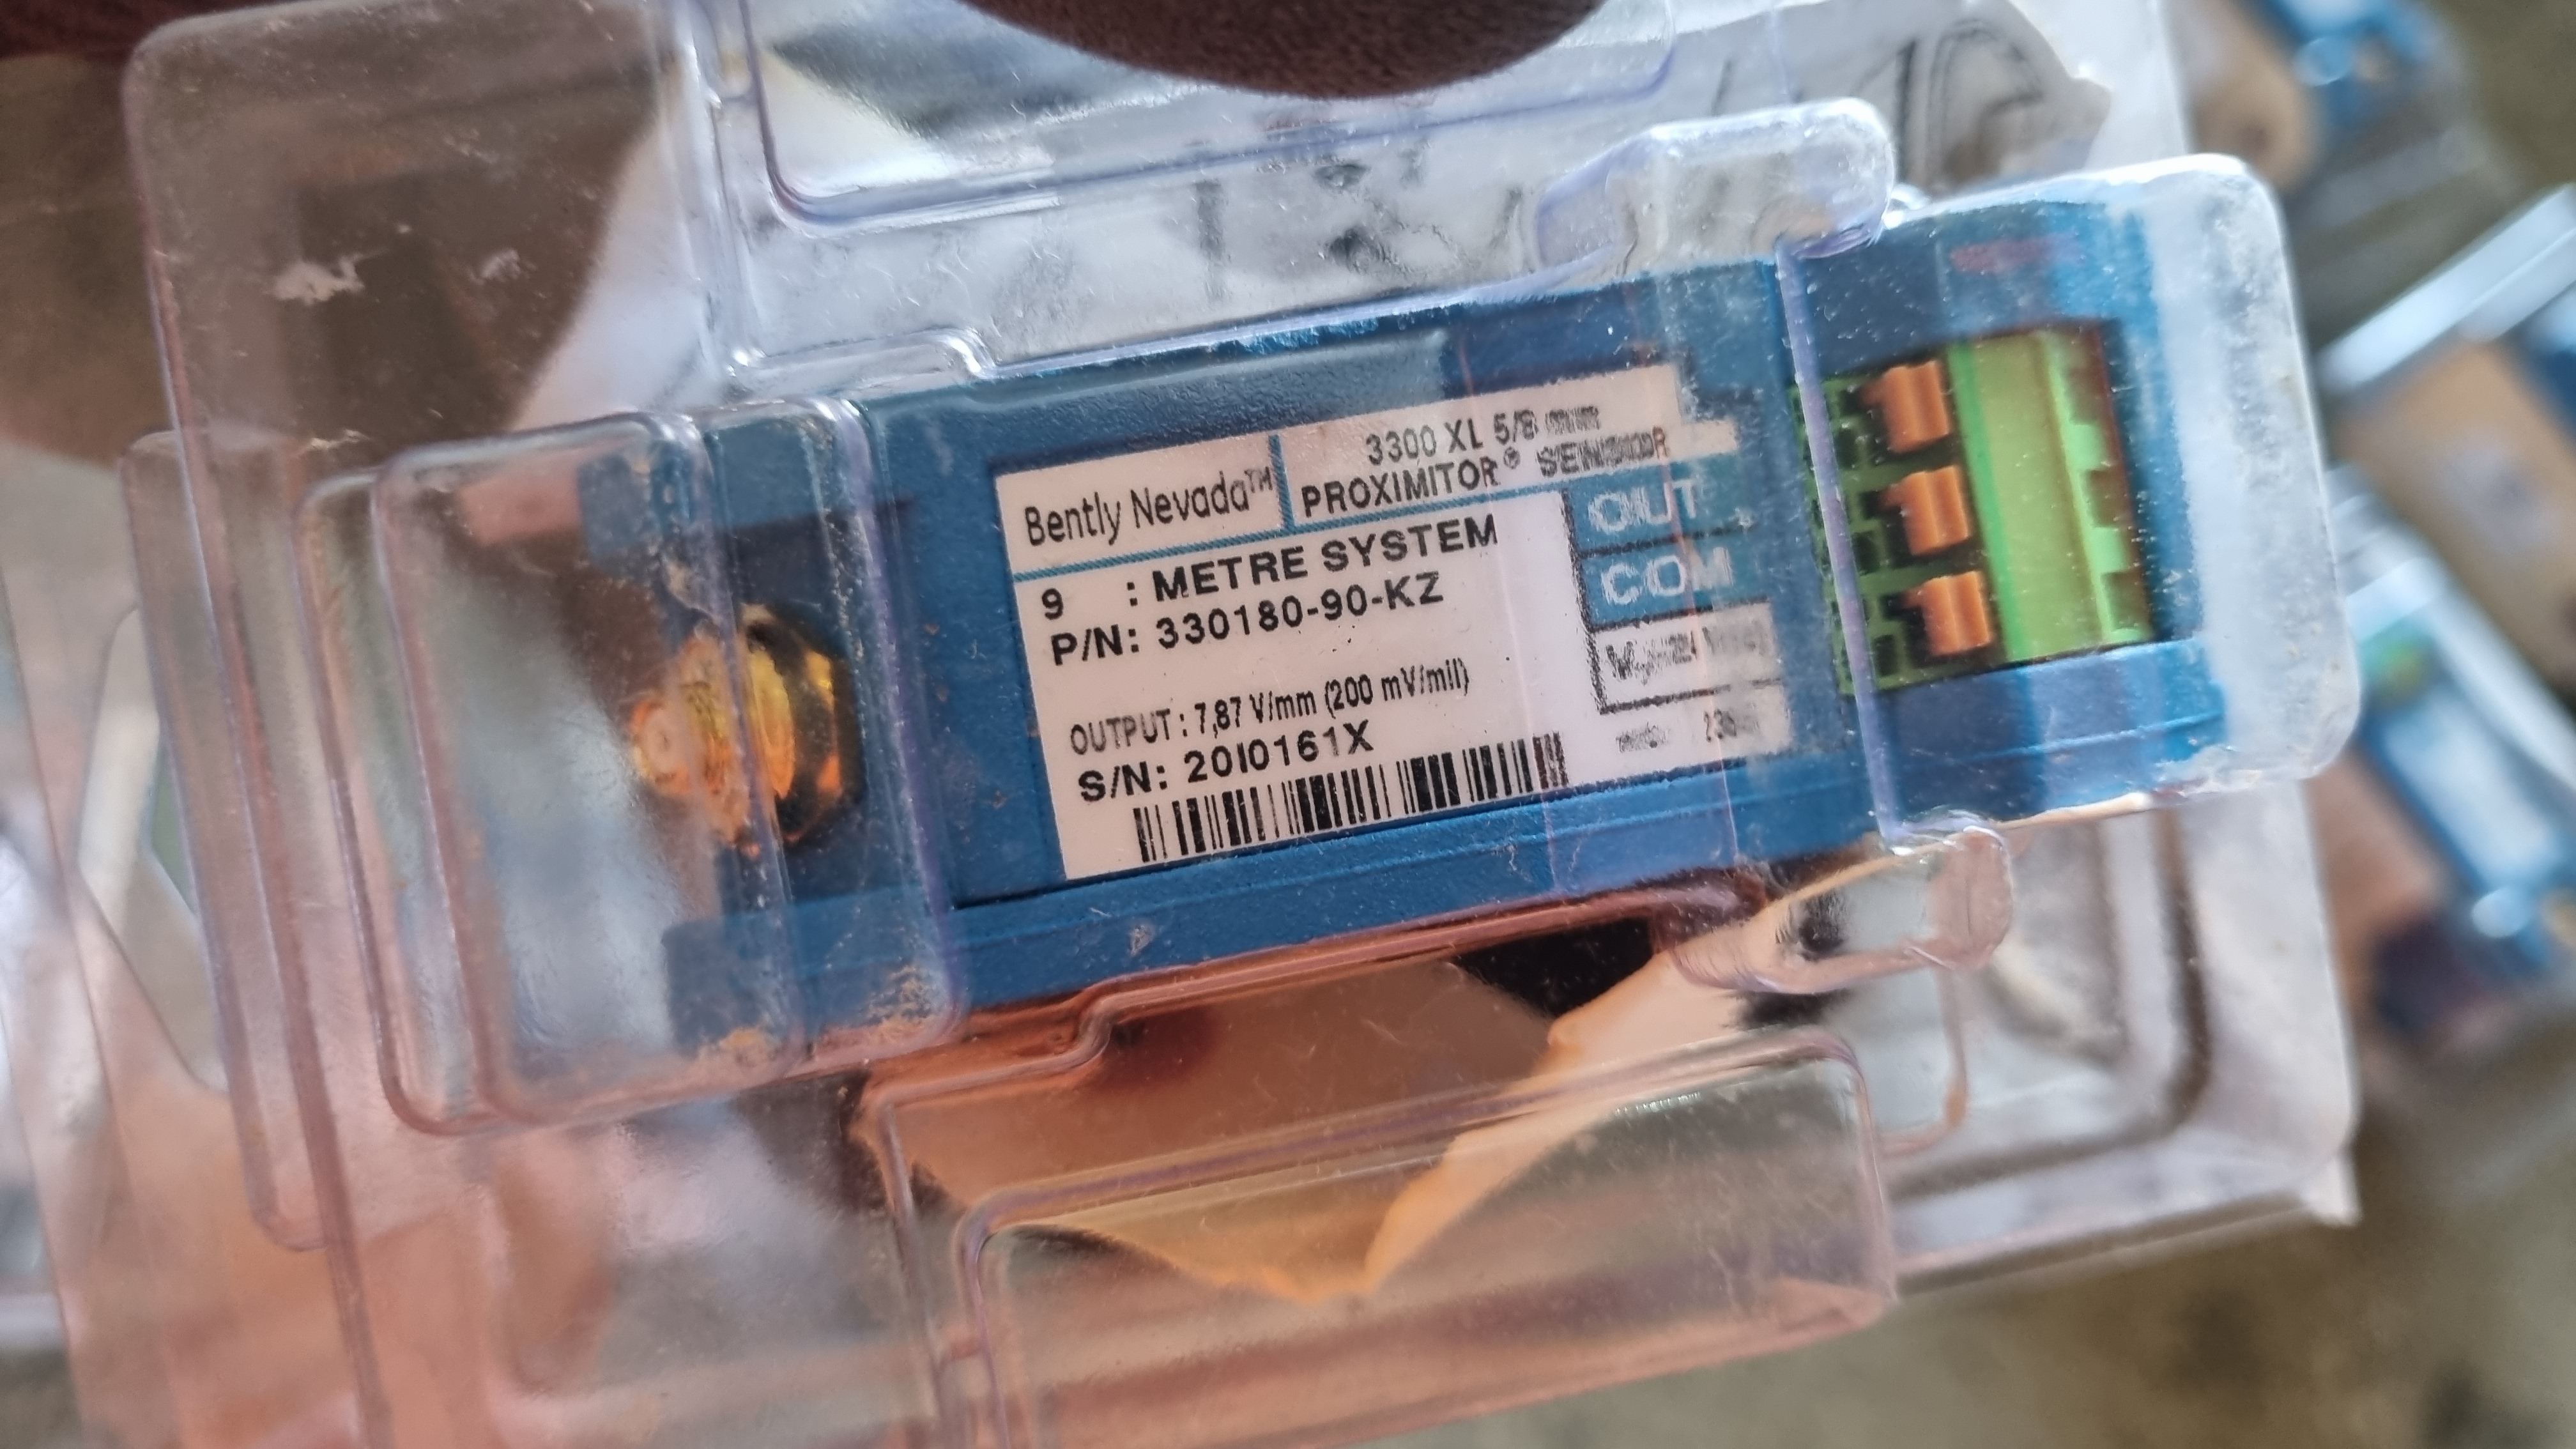 Bently Nevada™
3300 XL 5/8 mm
PROXIMITOR® SENSOR
9 : METRE SYSTEM
P/N: 330180-90-KZ
OUTPUT : 7,87 V/mm (200 mV/mil)
S/N: 20I0161X
OUT
COM